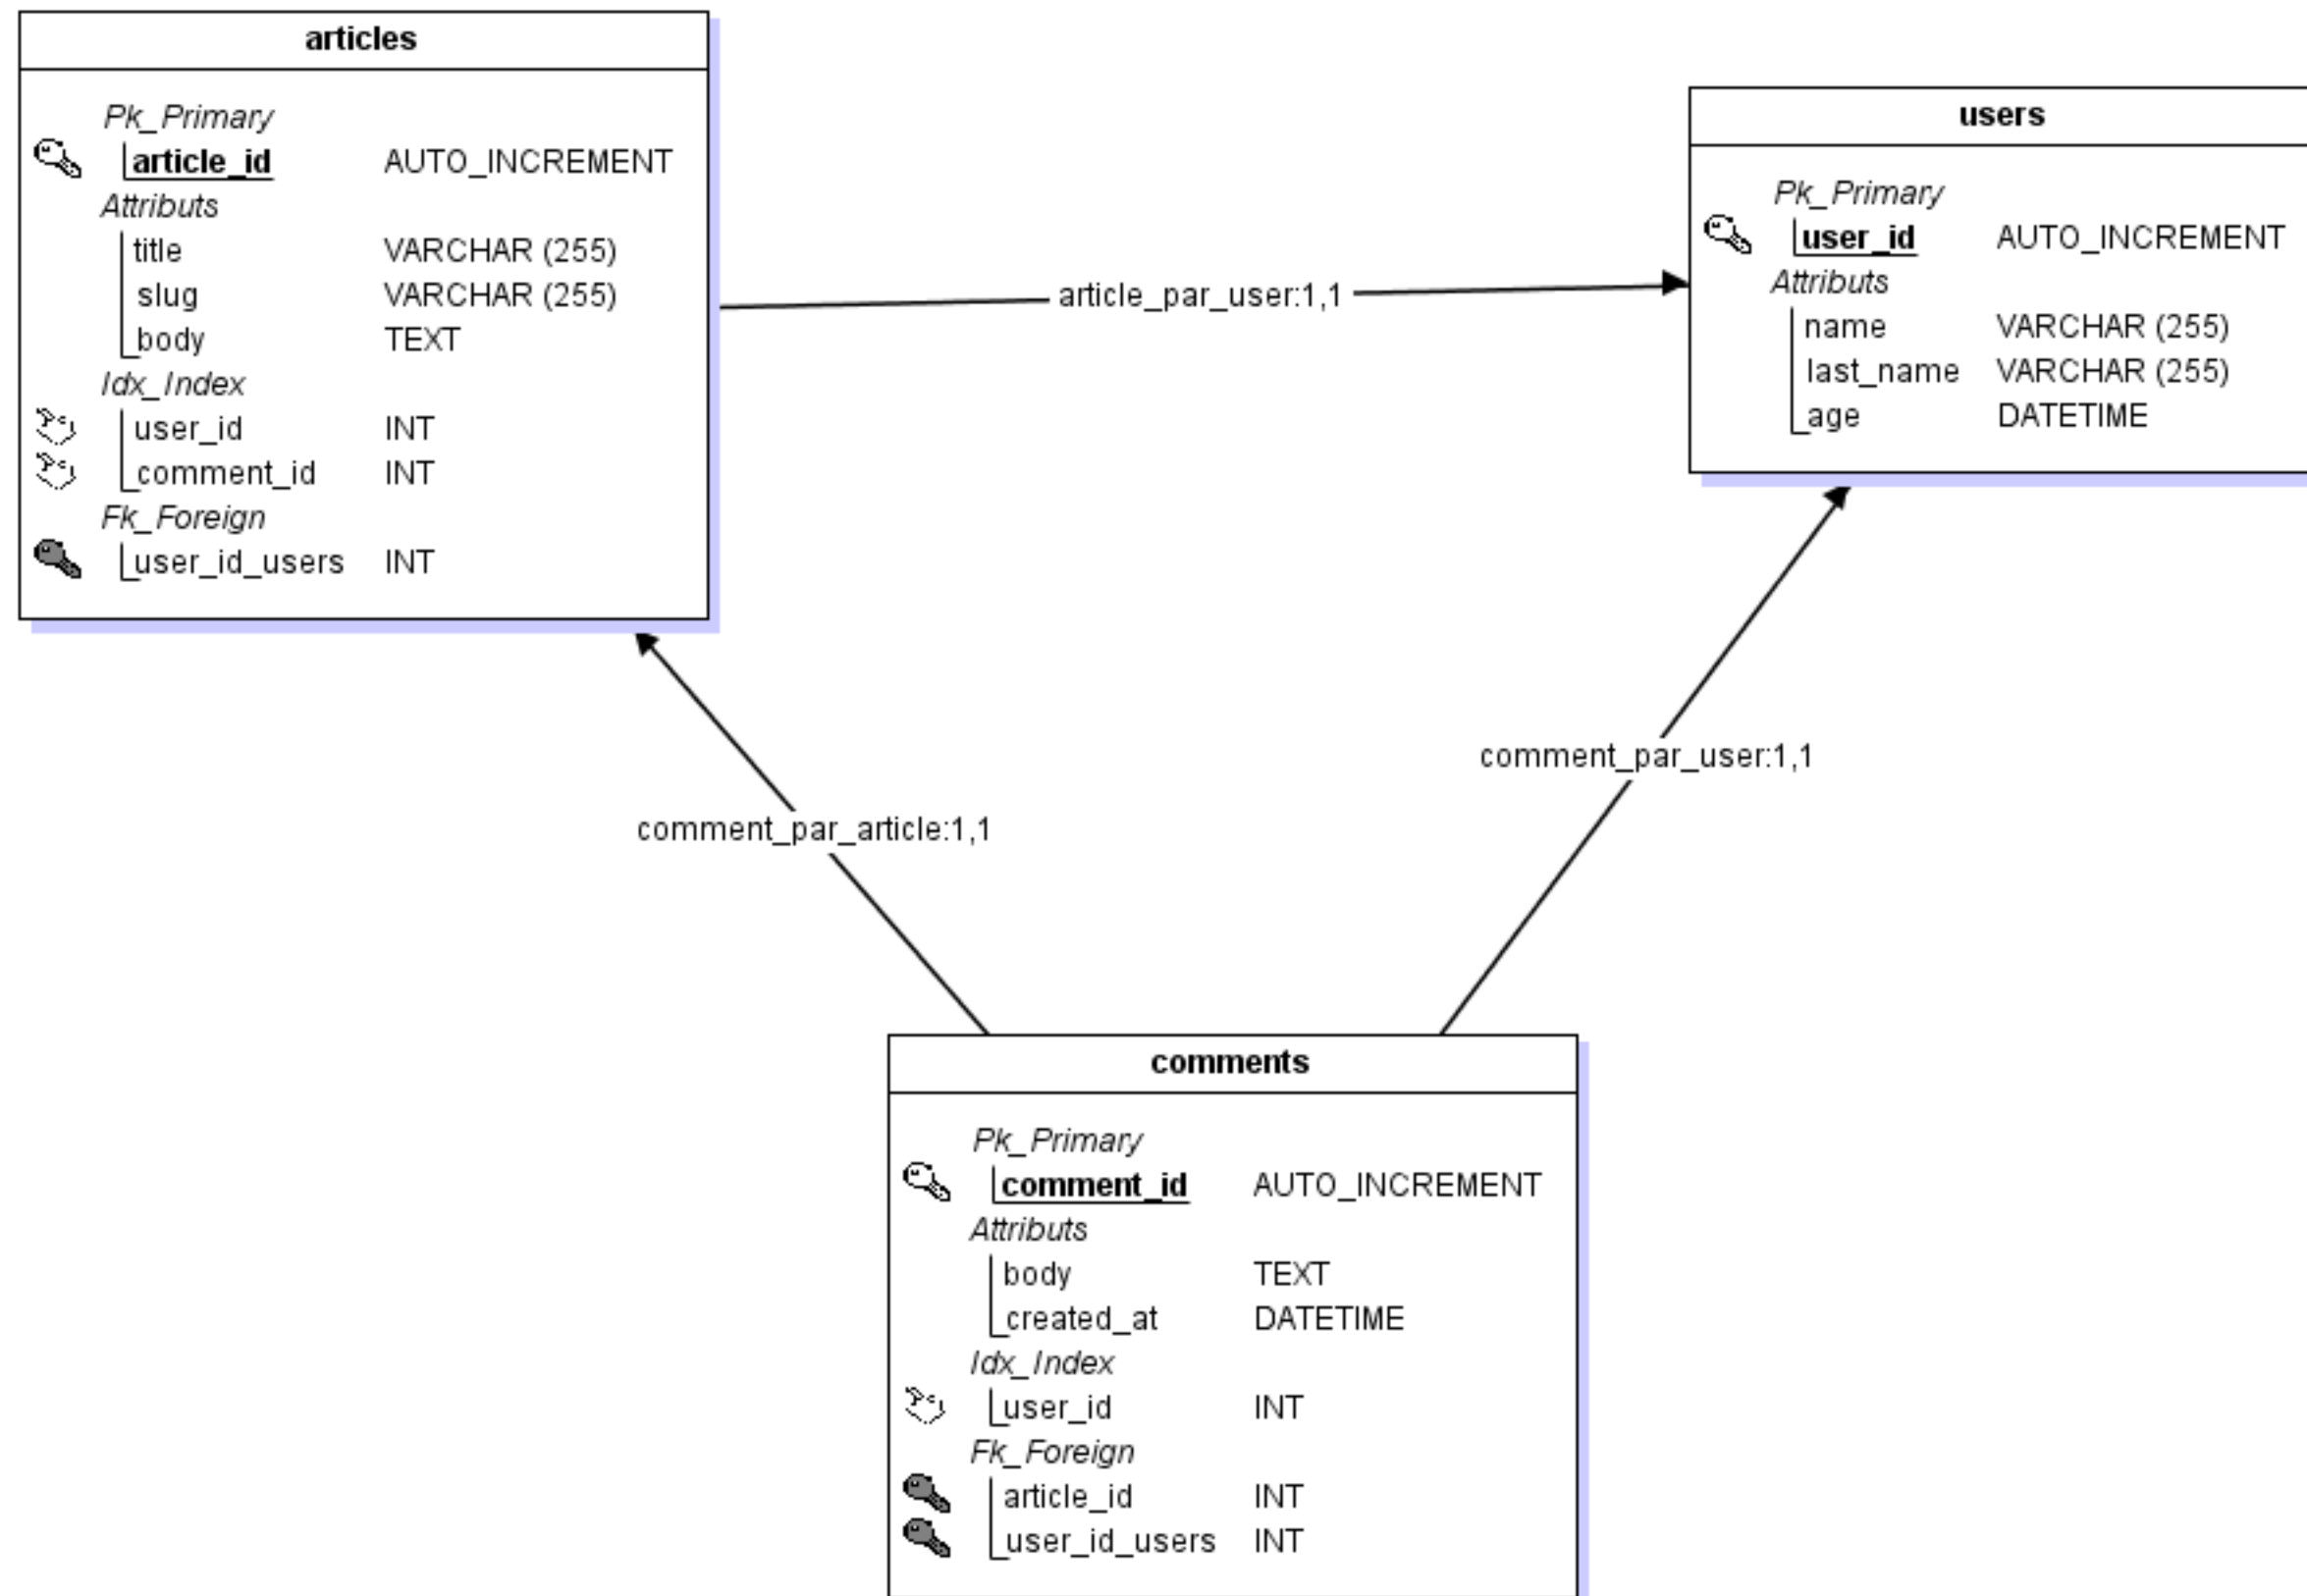 articles
Pk_Primary
article_id AUTO_INCREMENT
Attributs
title VARCHAR (255)
slug VARCHAR (255)
body TEXT
Idx_Index
user_id INT
comment_id INT
Fk_Foreign
user_id_users INT
article_par_user:1,1
users
Pk_Primary
user_id AUTO_INCREMENT
Attributs
name VARCHAR (255)
last_name VARCHAR (255)
age DATETIME
comment_par_article:1,1
comment_par_user:1,1
comments
Pk_Primary
comment_id AUTO_INCREMENT
Attributs
body TEXT
created_at DATETIME
Idx_Index
user_id INT
Fk_Foreign
article_id INT
user_id_users INT